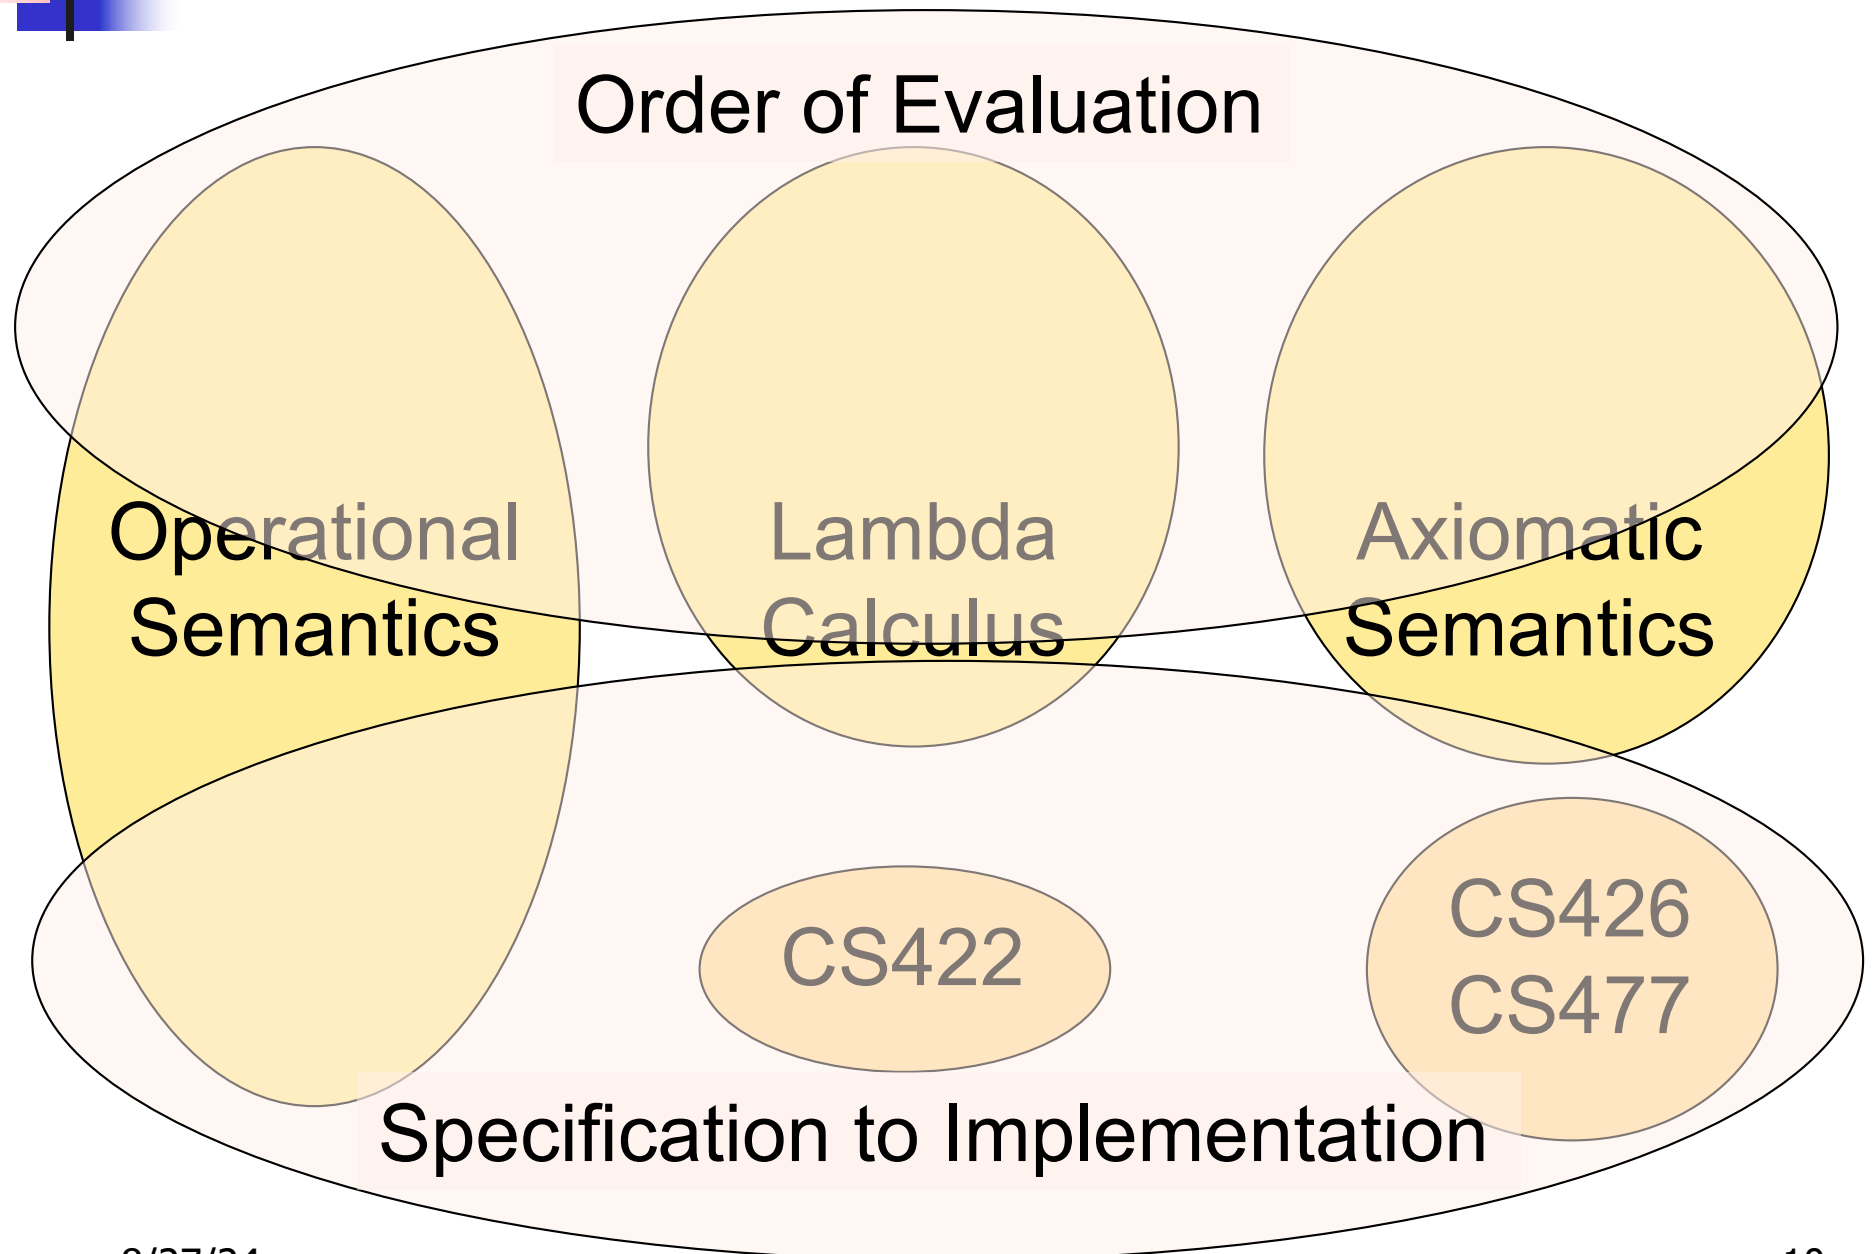 Order of Evaluation
Operational
Semantics
Lambda
Calculus
Axiomatic
Semantics
CS422
CS426
CS477
Specification to Implementation